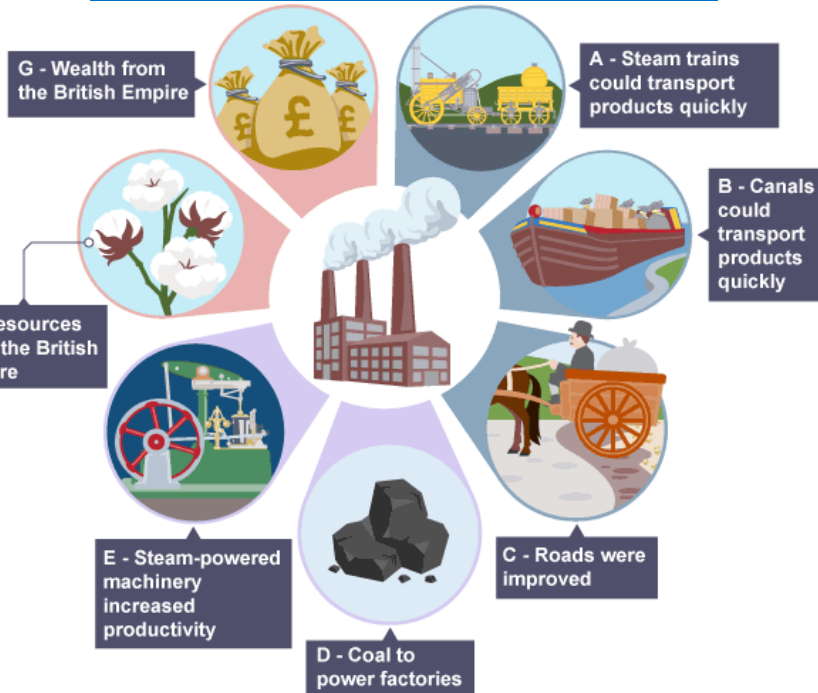 G - Wealth from
the British Empire
A - Steam trains
could transport
products quickly
B - Canals
could
transport
products
quickly
the British
E - Steam-powered
machinery
increased
productivity
C - Roads were
improved
D - Coal to
power factories
£
£
£